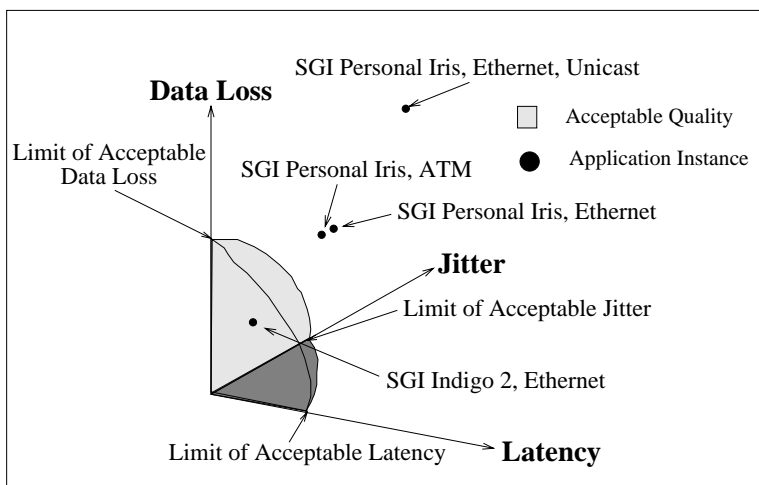 SGI Personal Iris, Ethernet, Unicast
Data Loss
Acceptable Quality
Limit of Acceptable
Data Loss
Application Instance
SGI Personal Iris, ATM
SGI Personal Iris, Ethernet
Jitter
Limit of Acceptable Jitter
SGI Indigo 2, Ethernet
Limit of Acceptable Latency
Latency